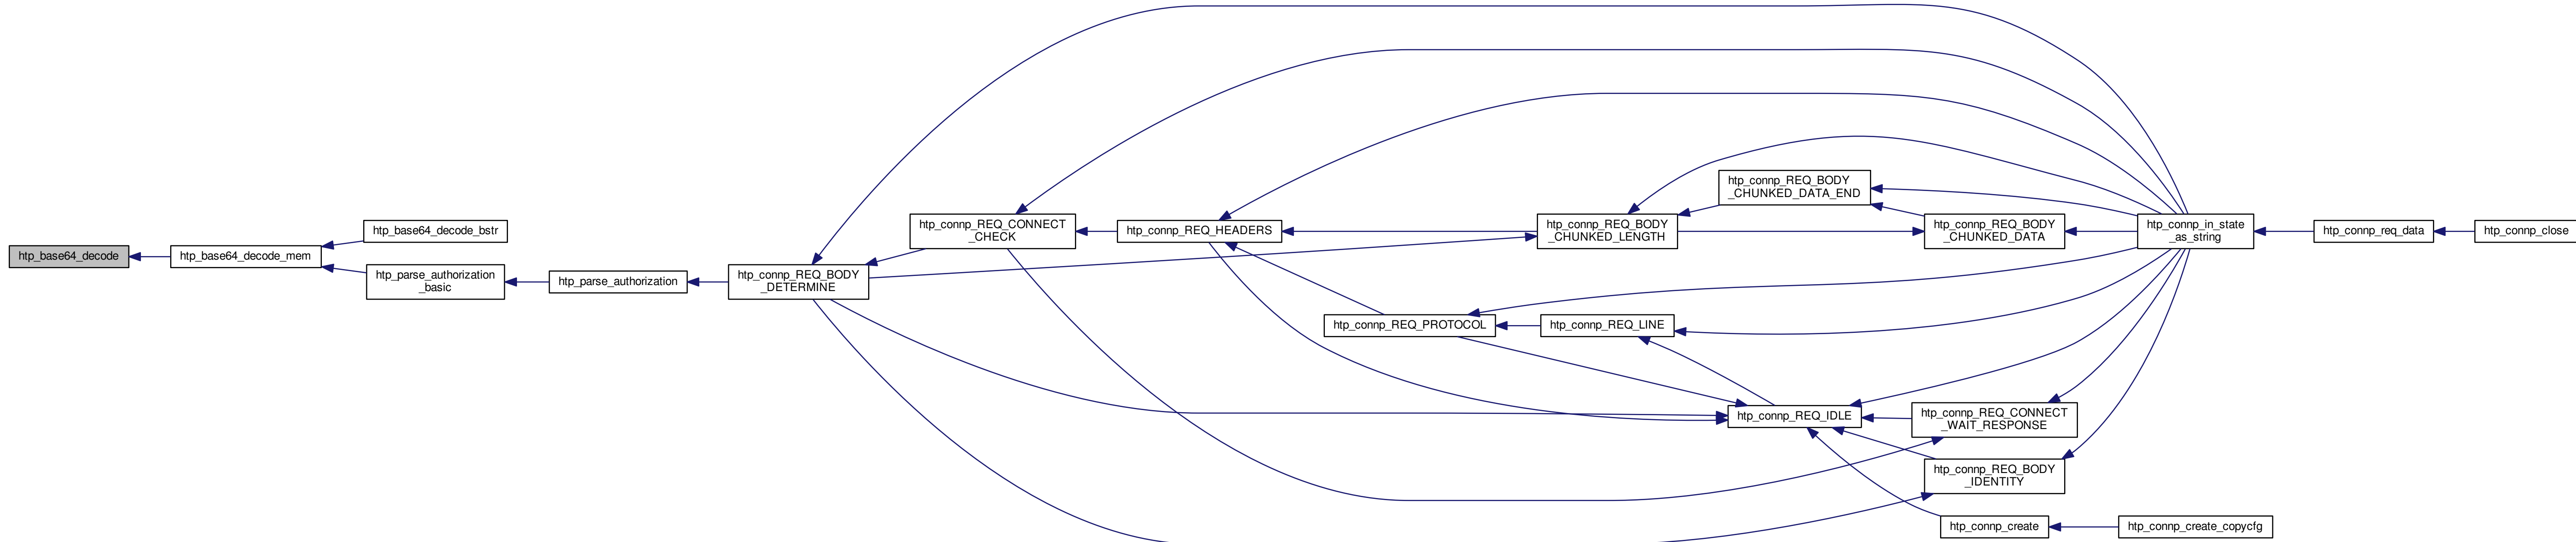 htp_base64_decode
htp_base64_decode_mem
htp_base64_decode_bstr
htp_parse_authorization
_basic
htp_parse_authorization
htp_connp_REQ_BODY
_DETERMINE
htp_connp_REQ_CONNECT
_CHECK
htp_connp_REQ_HEADERS
htp_connp_REQ_PROTOCOL
htp_connp_REQ_BODY
_CHUNKED_LENGTH
htp_connp_REQ_LINE
htp_connp_REQ_BODY
_CHUNKED_DATA_END
htp_connp_REQ_IDLE
htp_connp_REQ_BODY
_CHUNKED_DATA
htp_connp_REQ_CONNECT
_WAIT_RESPONSE
htp_connp_REQ_BODY
_IDENTITY
htp_connp_create
htp_connp_in_state
_as_string
htp_connp_create_copycfg
htp_connp_req_data
htp_connp_close